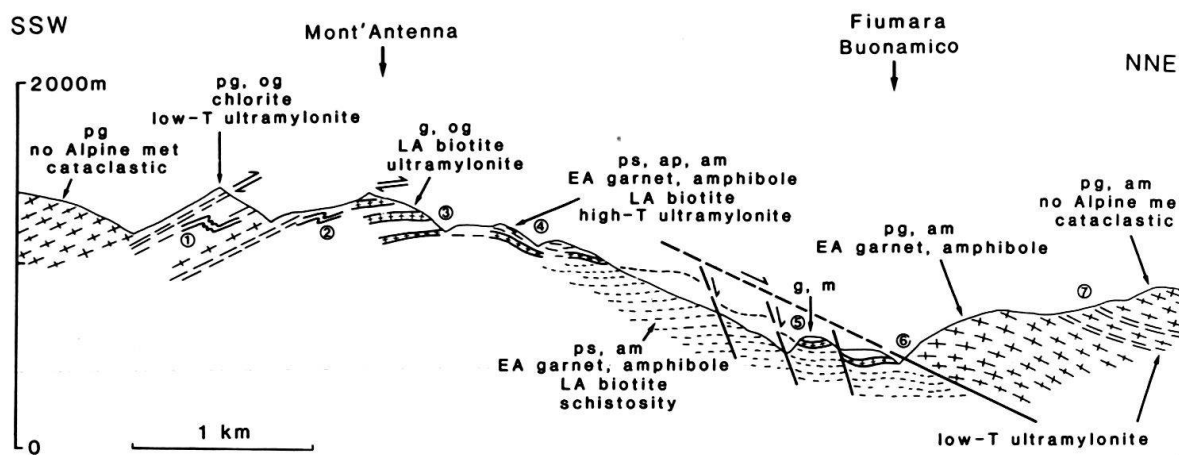 SSW
Mont'Antenna
Fiumara
Buonamico
NNE
2000m
pg, og
chlorite
low-T ultramylonite
pg
no Alpine met
cataclastic
g, og
LA biotite
ultramylonite
ps, ap, am
EA garnet, amphibole
LA biotite
high-T ultramylonite
pg, am
no Alpine me
cataclastic
pg, am
EA garnet, amphibole
①
②
③
④
g, m
⑤
⑥
⑦
ps, am
EA garnet, amphibole
LA biotite
schistosity
low-T ultramylonite
0
1 km